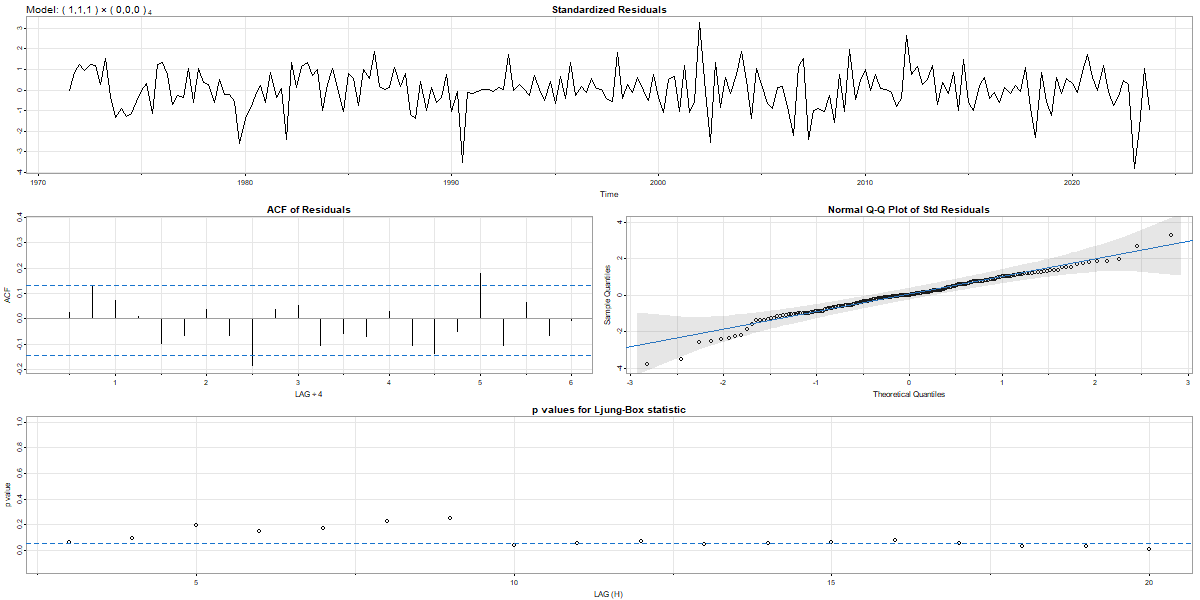 Model: ( 1,1,1 ) × ( 0,0,0 ) 4
Standardized Residuals
3
2
1
0
-1
-2
-3
-4
1970 1980 1990 2000 2010 2020
Time
ACF of Residuals
0.4
0.3
0.2
0.1
0.0
-0.1
-0.2
ACF
1 2 3 4 5 6
LAG ÷ 4
Normal Q-Q Plot of Std Residuals
4
2
0
-2
-4
Sample Quantiles
-3 -2 -1 0 1 2 3
Theoretical Quantiles
p values for Ljung-Box statistic
1.0
0.8
0.6
0.4
0.2
0.0
p value
5 10 15 20
LAG (H)